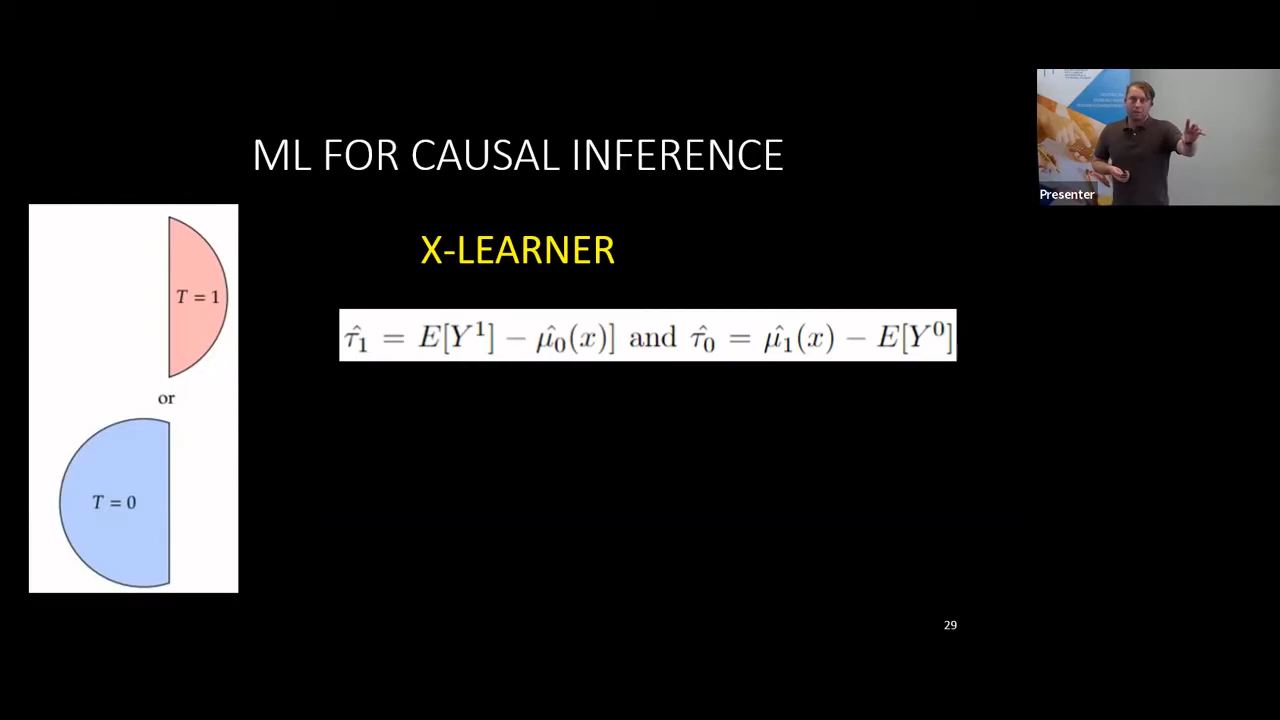 ML FOR CAUSAL INFERENCE
X-LEARNER
τ̂₁ = E[Y¹] − μ̂₀(x)] and τ̂₀ = μ̂₁(x) − E[Y⁰]
T = 1
or
T = 0
29
Presenter